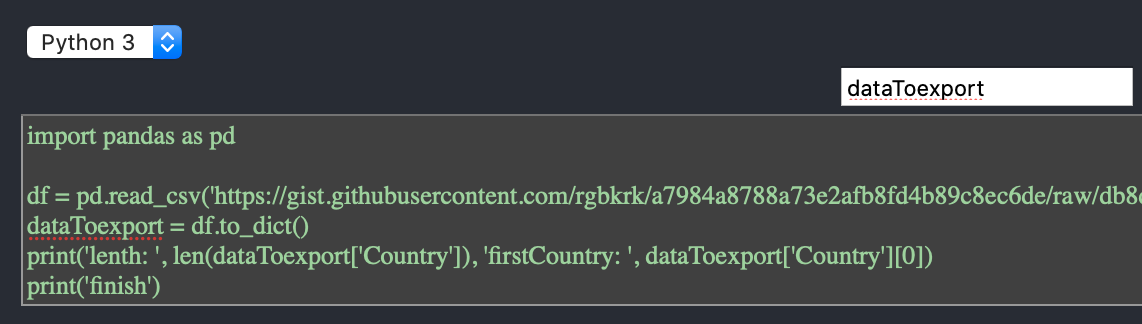 Python 3
dataToexport
import pandas as pd
df = pd.read_csv('https://gist.githubusercontent.com/rgbkrk/a7984a8788a73e2afb8fd4b89c8ec6de/raw/db8
dataToexport = df.to_dict()
print('lenth: ', len(dataToexport['Country']), 'firstCountry: ', dataToexport['Country'][0])
print('finish')